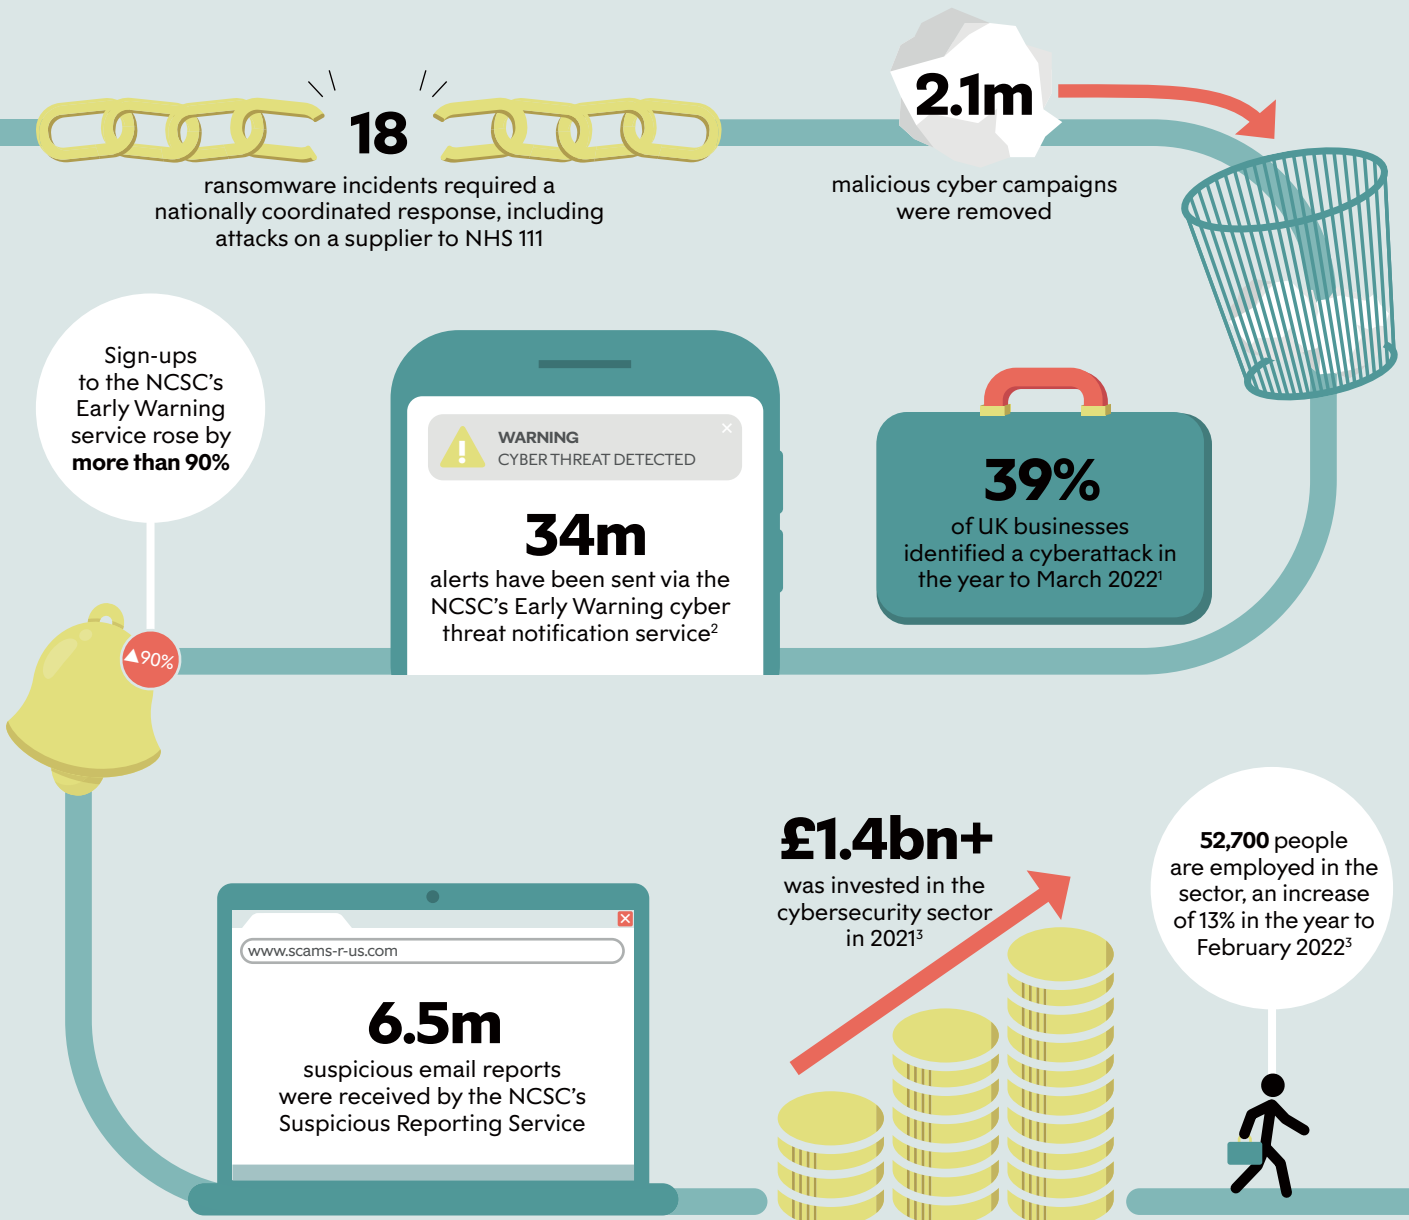 18
ransomware incidents required a
nationally coordinated response, including
attacks on a supplier to NHS 111
2.1m
malicious cyber campaigns
were removed
Sign-ups
to the NCSC's
Early Warning
service rose by
more than 90%
90%
WARNING
CYBER THREAT DETECTED
34m
alerts have been sent via the
NCSC's Early Warning cyber
threat notification service²
39%
of UK businesses
identified a cyberattack in
the year to March 2022¹
www.scams-r-us.com
6.5m
suspicious email reports
were received by the NCSC's
Suspicious Reporting Service
£1.4bn+
was invested in the
cybersecurity sector
in 2021³
52,700 people
are employed in the
sector, an increase
of 13% in the year to
February 2022³